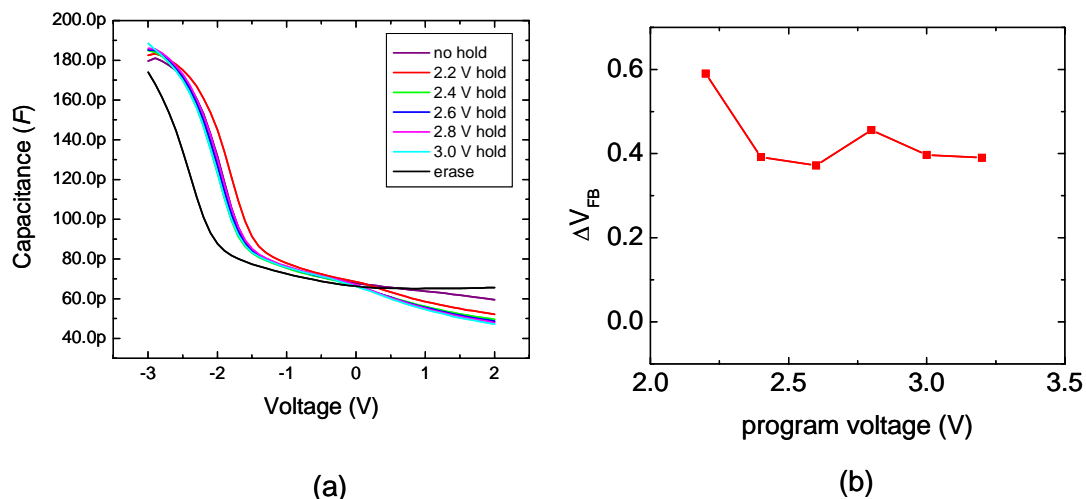 200.0p
180.0p
160.0p
140.0p
120.0p
100.0p
80.0p
60.0p
40.0p
Capacitance (F)
no hold
2.2 V hold
2.4 V hold
2.6 V hold
2.8 V hold
3.0 V hold
erase
-3 -2 -1 0 1 2
Voltage (V)
(a)
0.6
0.4
0.2
0.0
ΔV_FB
2.0 2.5 3.0 3.5
program voltage (V)
(b)